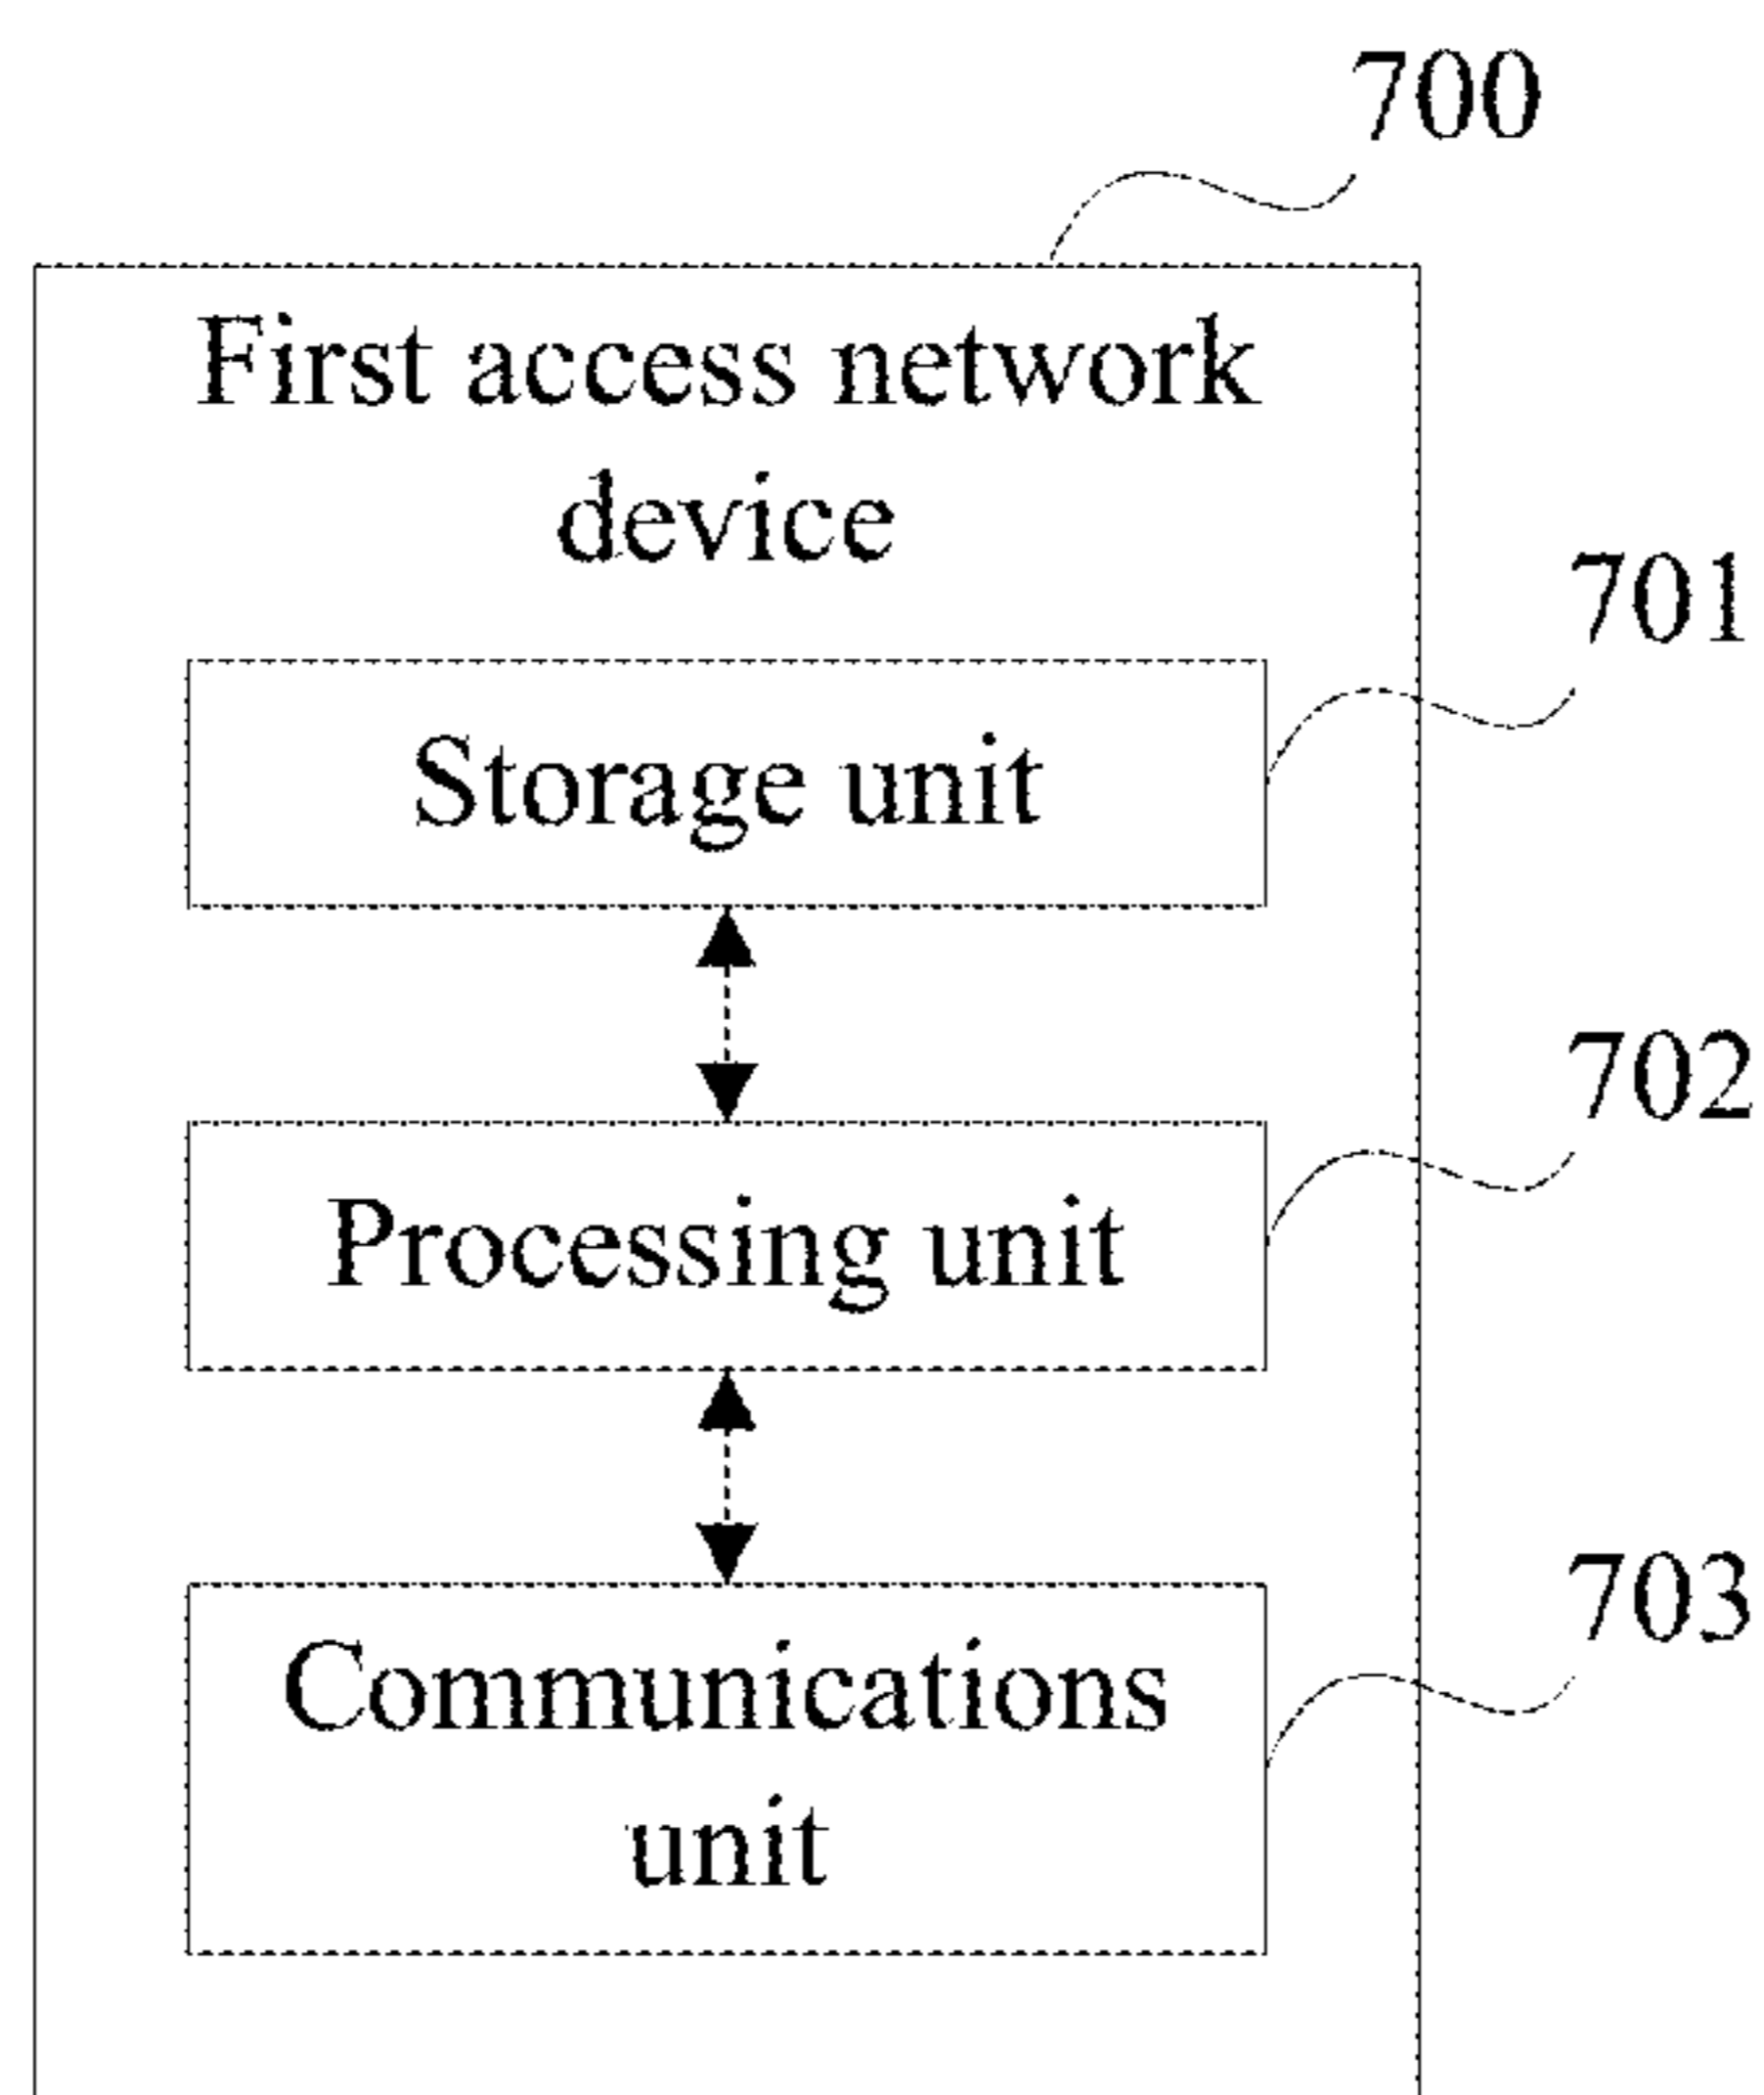 700
First access network
device
701
Storage unit
702
Processing unit
703
Communications
unit